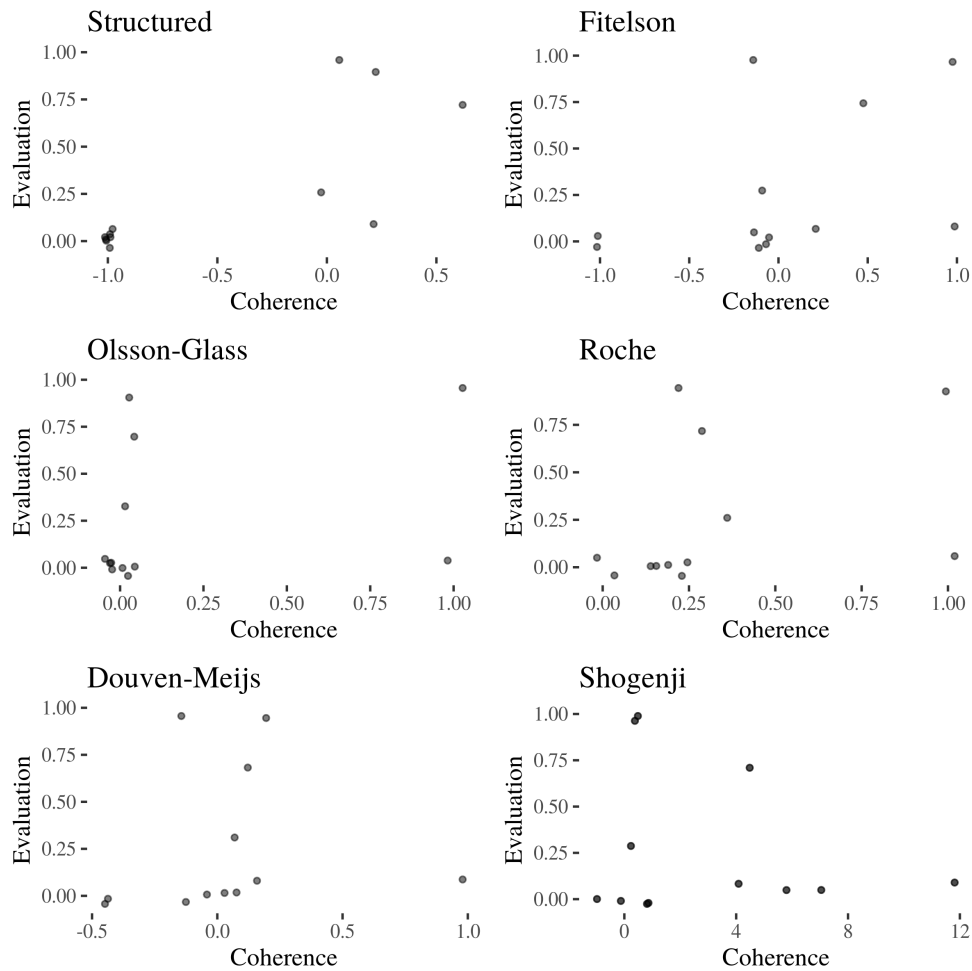 Structured
1.00
0.75
0.50
0.25
0.00
Evaluation
-1.0 -0.5 0.0 0.5
Coherence
Fitelson
1.00
0.75
0.50
0.25
0.00
Evaluation
-1.0 -0.5 0.0 0.5 1.0
Coherence
Olsson-Glass
1.00
0.75
0.50
0.25
0.00
Evaluation
0.00 0.25 0.50 0.75 1.00
Coherence
Roche
0.75
0.50
0.25
0.00
Evaluation
0.00 0.25 0.50 0.75 1.00
Coherence
Douven-Meijs
1.00
0.75
0.50
0.25
0.00
Evaluation
-0.5 0.0 0.5 1.0
Coherence
Shogenji
1.00
0.75
0.50
0.25
0.00
Evaluation
0 4 8 12
Coherence